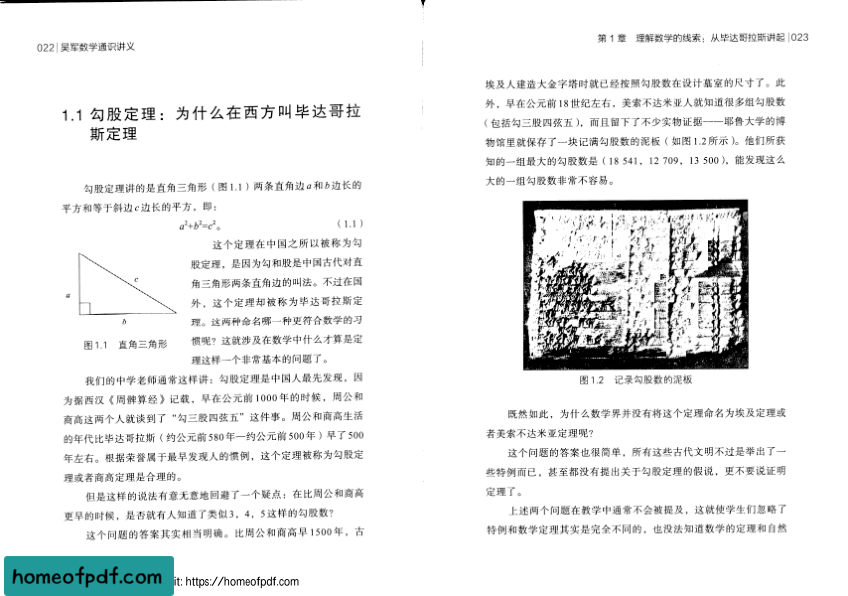 022|吴军数学通识讲义
1.1 勾股定理：为什么在西方叫毕达哥拉
斯定理
勾股定理讲的是直角三角形（图1.1）两条直角边a和b边长的
平方和等于斜边c边长的平方，即：
a²+b²=c²。 （1.1）
这个定理在中国之所以被称为勾
股定理，是因为勾和股是中国古代对直
角三角形两条直角边的叫法。不过在国
外，这个定理却被称为毕达哥拉斯定
理。这两种命名哪一种更符合数学的习
惯呢？这就涉及在数学中什么才算是定
理这样一个非常基本的问题了。
a
c
b
图1.1 直角三角形
我们的中学老师通常这样讲：勾股定理是中国人最先发现，因
为据西汉《周髀算经》记载，早在公元前1000年的时候，周公和
商高这两个人就谈到了“勾三股四弦五”这件事。周公和商高生活
的年代比毕达哥拉斯（约公元前580年—约公元前500年）早了500
年左右。根据荣誉属于最早发现人的惯例，这个定理被称为勾股定
理或者商高定理是合理的。
但是这样的说法有意无意地回避了一个疑点：在比周公和商高
更早的时候，是否就有人知道了类似3，4，5这样的勾股数？
这个问题的答案其实相当明确。比周公和商高早1500年，古
第1章 理解数学的线索：从毕达哥拉斯讲起|023
埃及人建造大金字塔时就已经按照勾股数在设计墓室的尺寸了。此
外，早在公元前18世纪左右，美索不达米亚人就知道很多组勾股数
（包括勾三股四弦五），而且留下了不少实物证据——耶鲁大学的博
物馆里就保存了一块记满勾股数的泥板（如图1.2所示）。他们所获
知的一组最大的勾股数是（18 541，12 709，13 500），能发现这么
大的一组勾股数非常不容易。
图1.2 记录勾股数的泥板
既然如此，为什么数学界并没有将这个定理命名为埃及定理或
者美索不达米亚定理呢？
这个问题的答案也很简单，所有这些古代文明不过是举出了一
些特例而已，甚至都没有提出关于勾股定理的假说，更不要说证明
定理了。
上述两个问题在教学中通常不会被提及，这就使学生们忽略了
特例和数学定理其实是完全不同的，也没法知道数学的定理和自然
homeofpdf.com
it: https://homeofpdf.com